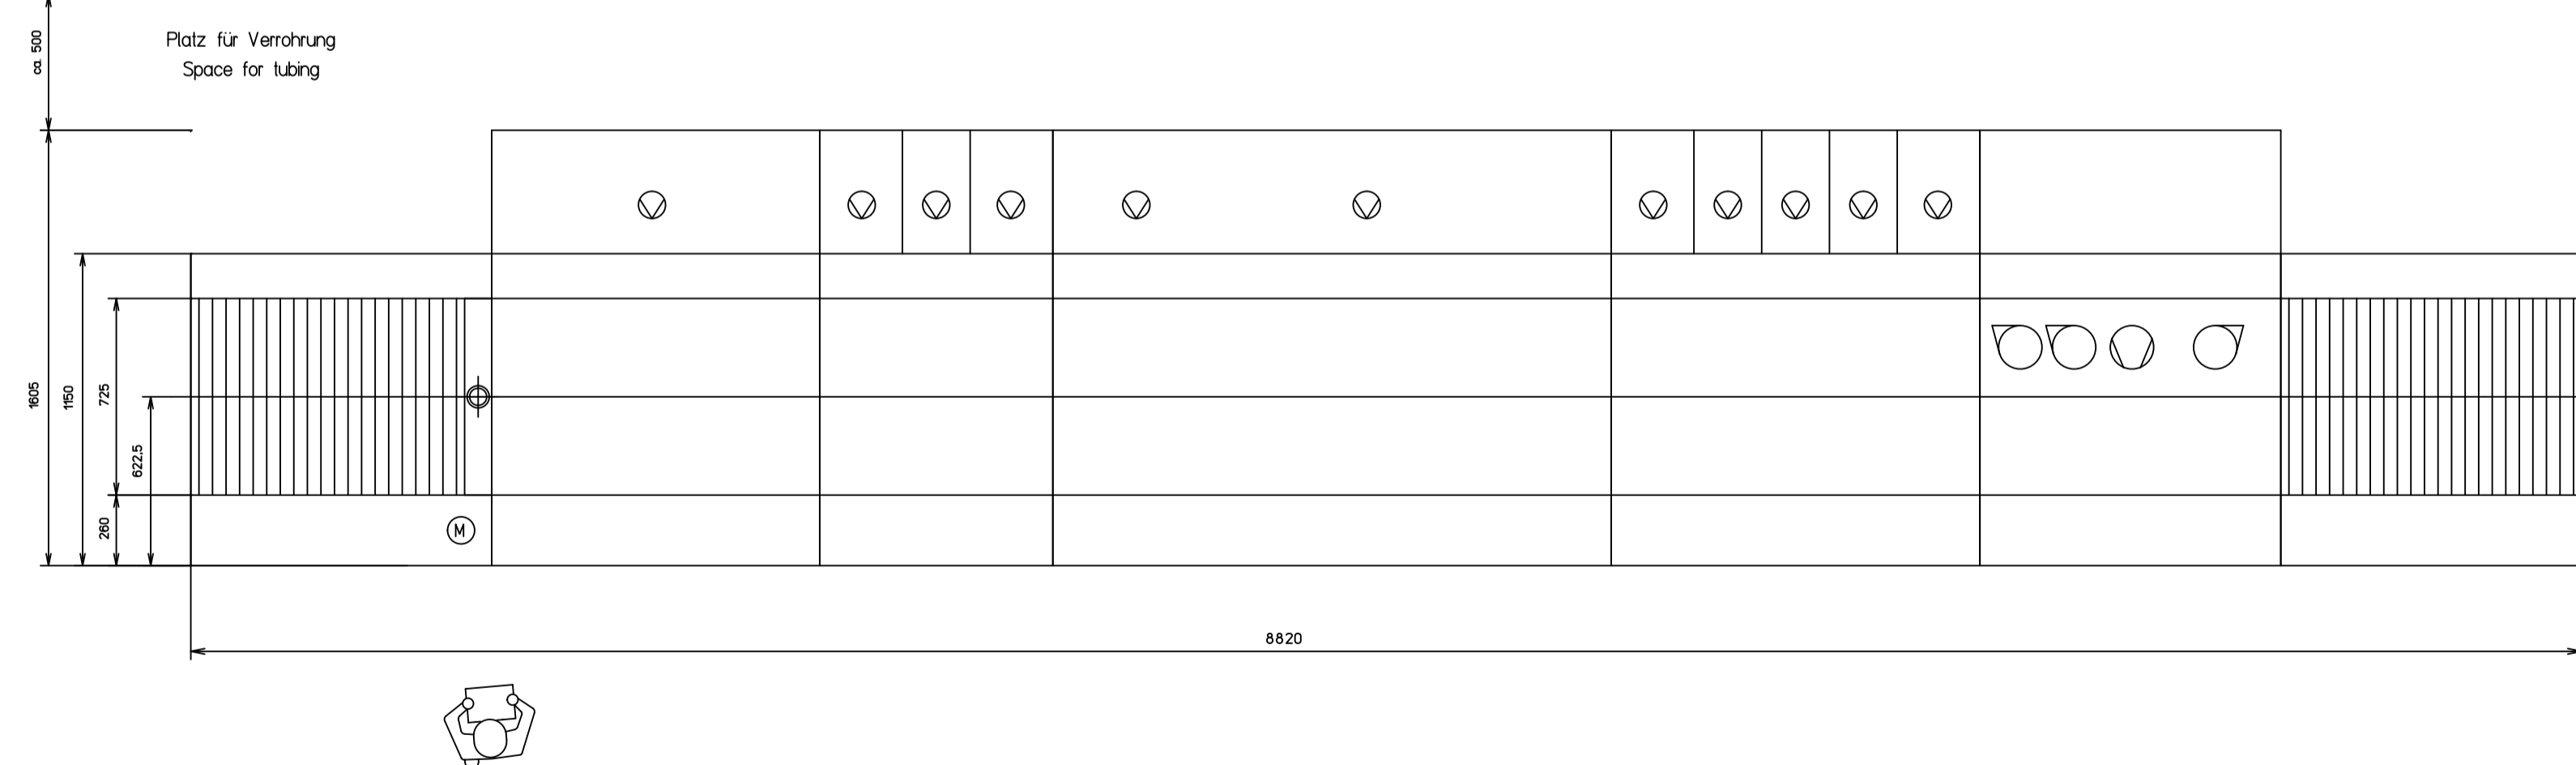 ca. 500
Platz für Verrohrung
Space for tubing
1605
1150
725
622.5
260
M
8820